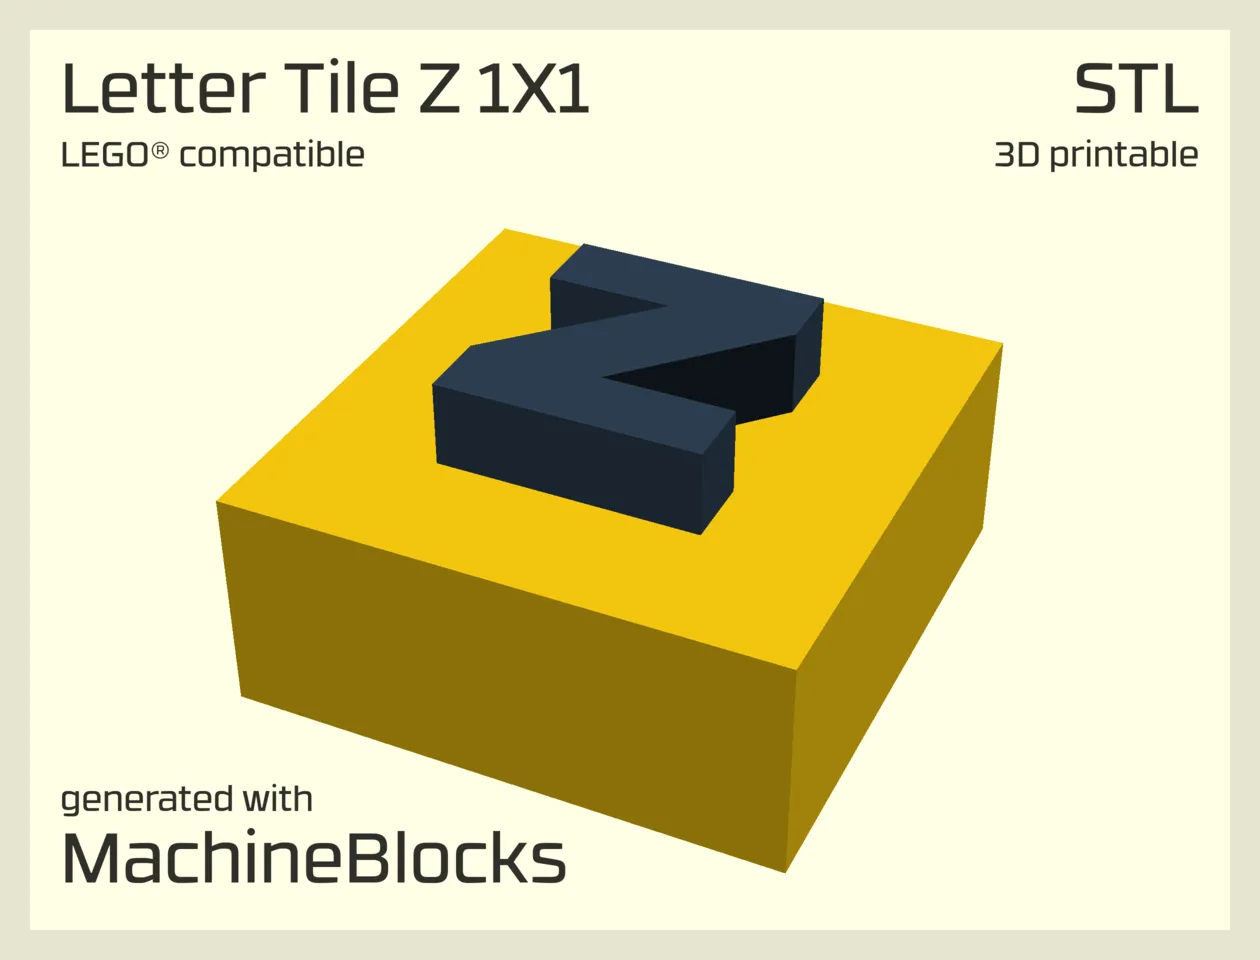 Letter Tile Z 1X1
LEGO® compatible
STL
3D printable
Z
generated with
MachineBlocks